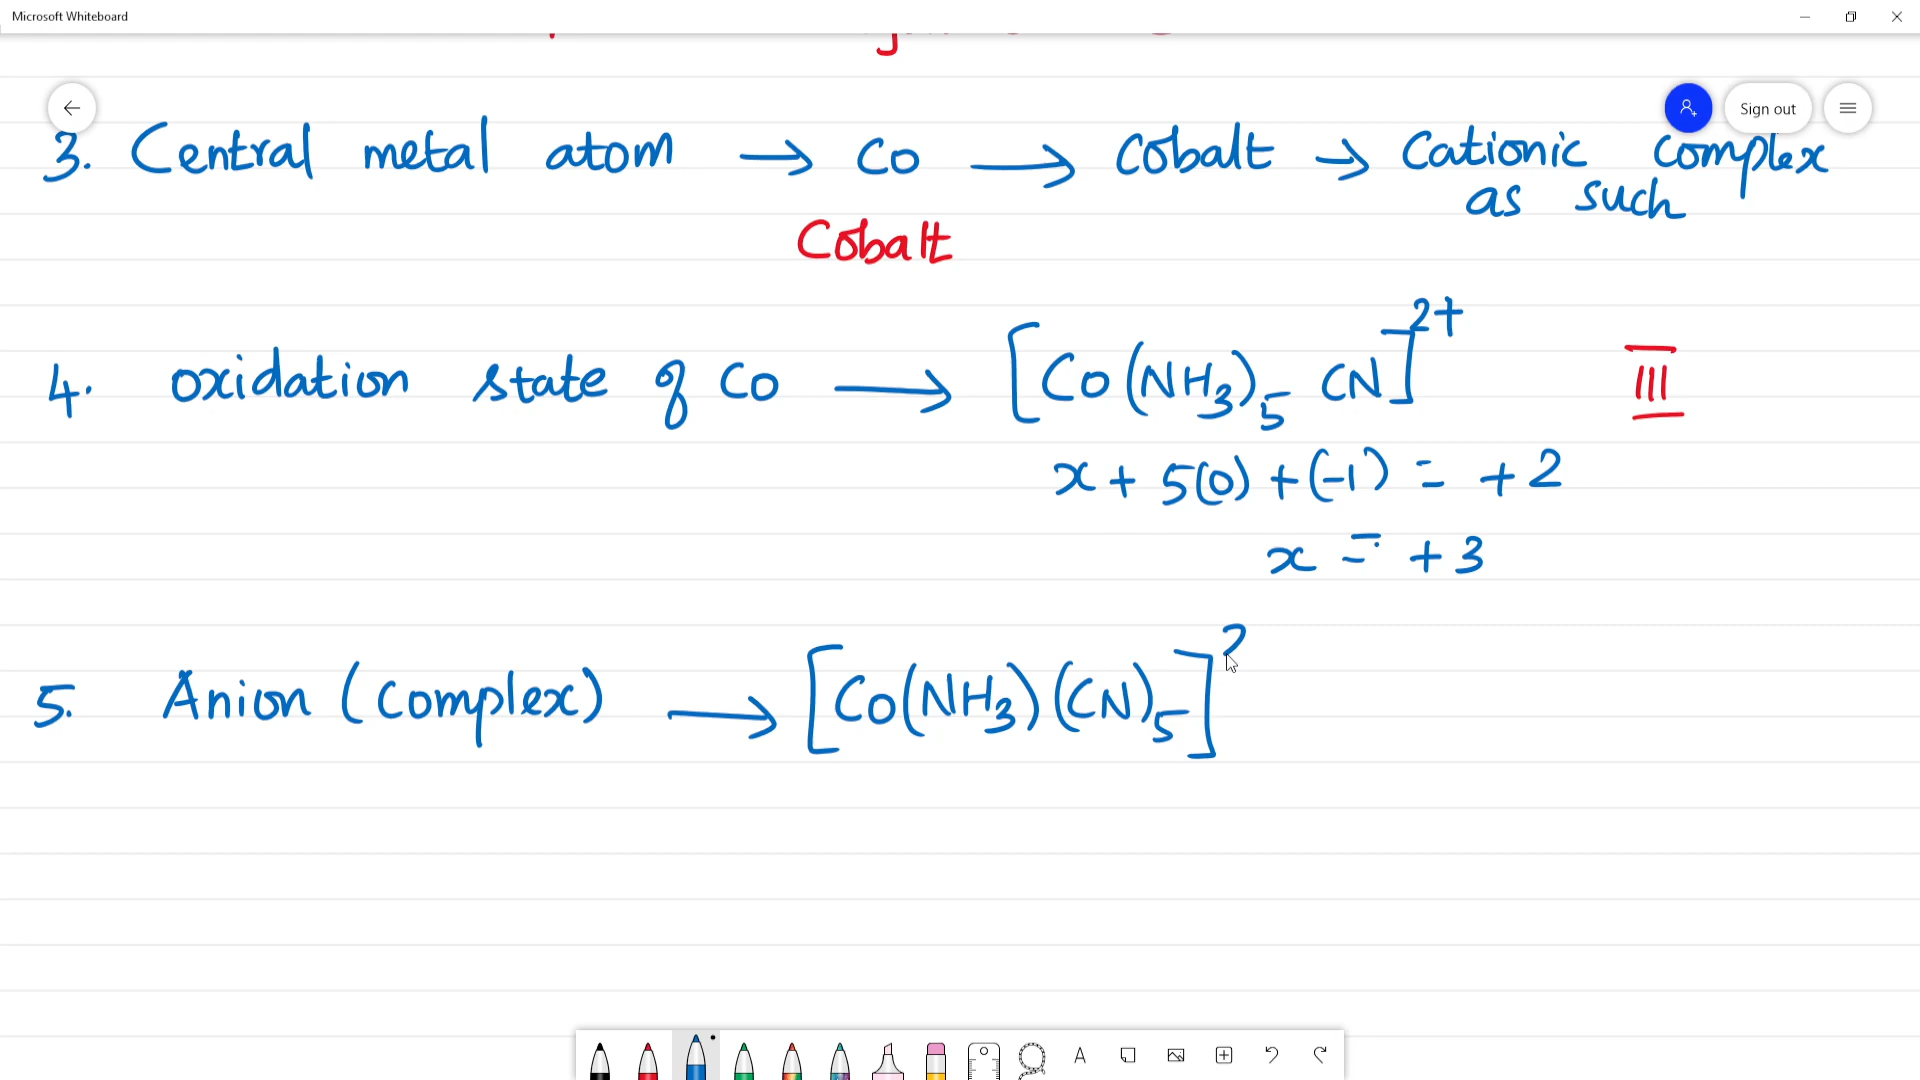 Microsoft Whiteboard
Sign out
3. Central metal atom → Co → Cobalt → Cationic complex
as such
Cobalt
4. oxidation state of Co → [Co(NH₃)₅ CN]²⁺ III
x + 5(0) + (-1) = +2
x = +3
5. Anion (complex) → [Co(NH₃)(CN)₅]²
A